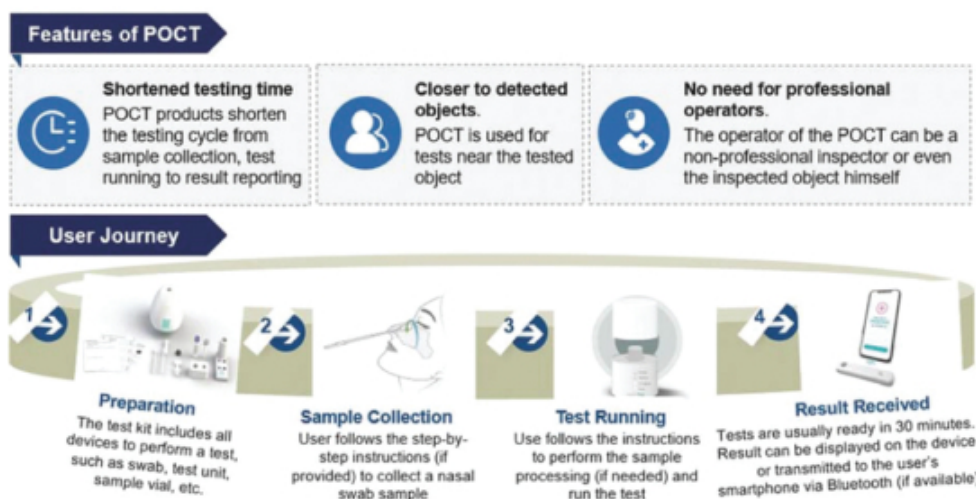 Features of POCT
Shortened testing time
POCT products shorten
the testing cycle from
sample collection, test
running to result reporting
Closer to detected
objects.
POCT is used for
tests near the tested
object
No need for professional
operators.
The operator of the POCT can be a
non-professional inspector or even
the inspected object himself
User Journey
1
Preparation
The test kit includes all
devices to perform a test,
such as swab, test unit,
sample vial, etc.
2
Sample Collection
User follows the step-by-
step instructions (if
provided) to collect a nasal
swab sample
3
Test Running
Use follows the instructions
to perform the sample
processing (if needed) and
run the test
4
Result Received
Tests are usually ready in 30 minutes.
Result can be displayed on the device
or transmitted to the user's
smartphone via Bluetooth (if available)